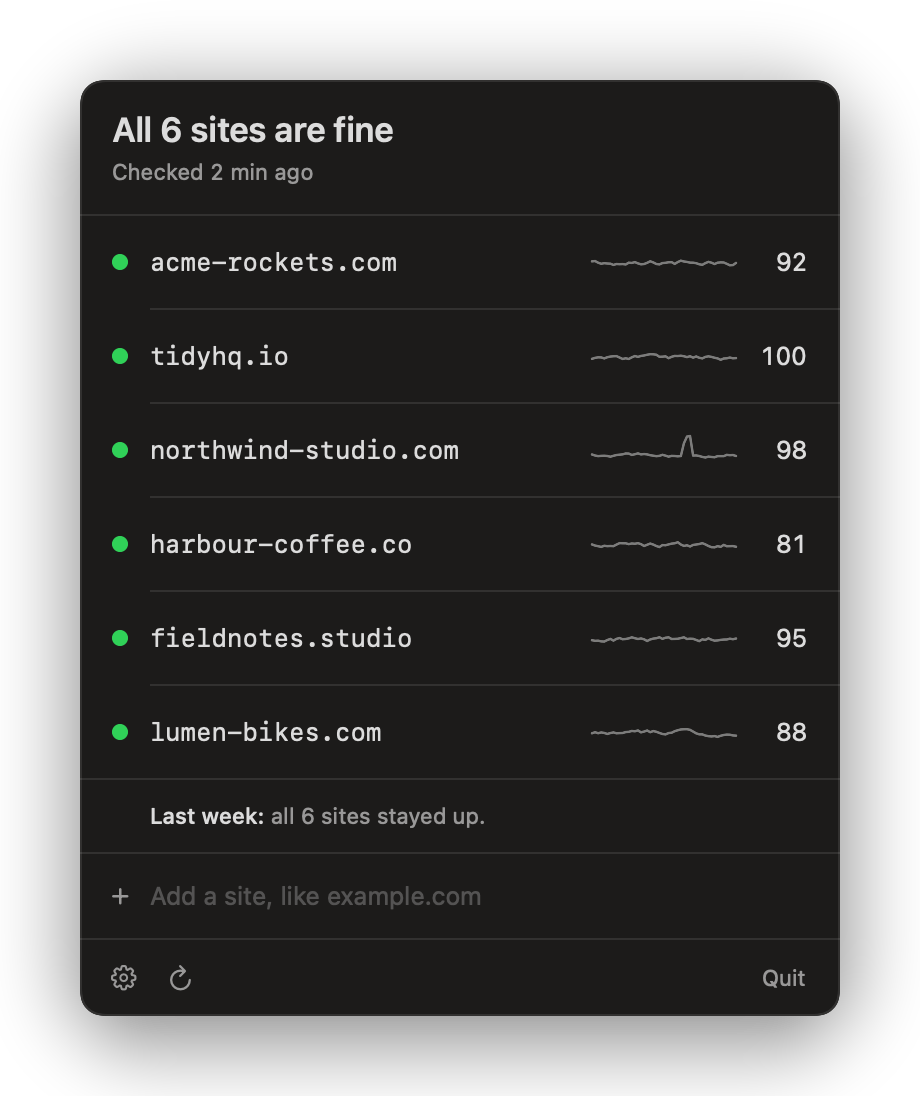 All 6 sites are fine
Checked 2 min ago
acme-rockets.com 92
tidyhq.io 100
northwind-studio.com 98
harbour-coffee.co 81
fieldnotes.studio 95
lumen-bikes.com 88
Last week: all 6 sites stayed up.
+ Add a site, like example.com
Quit